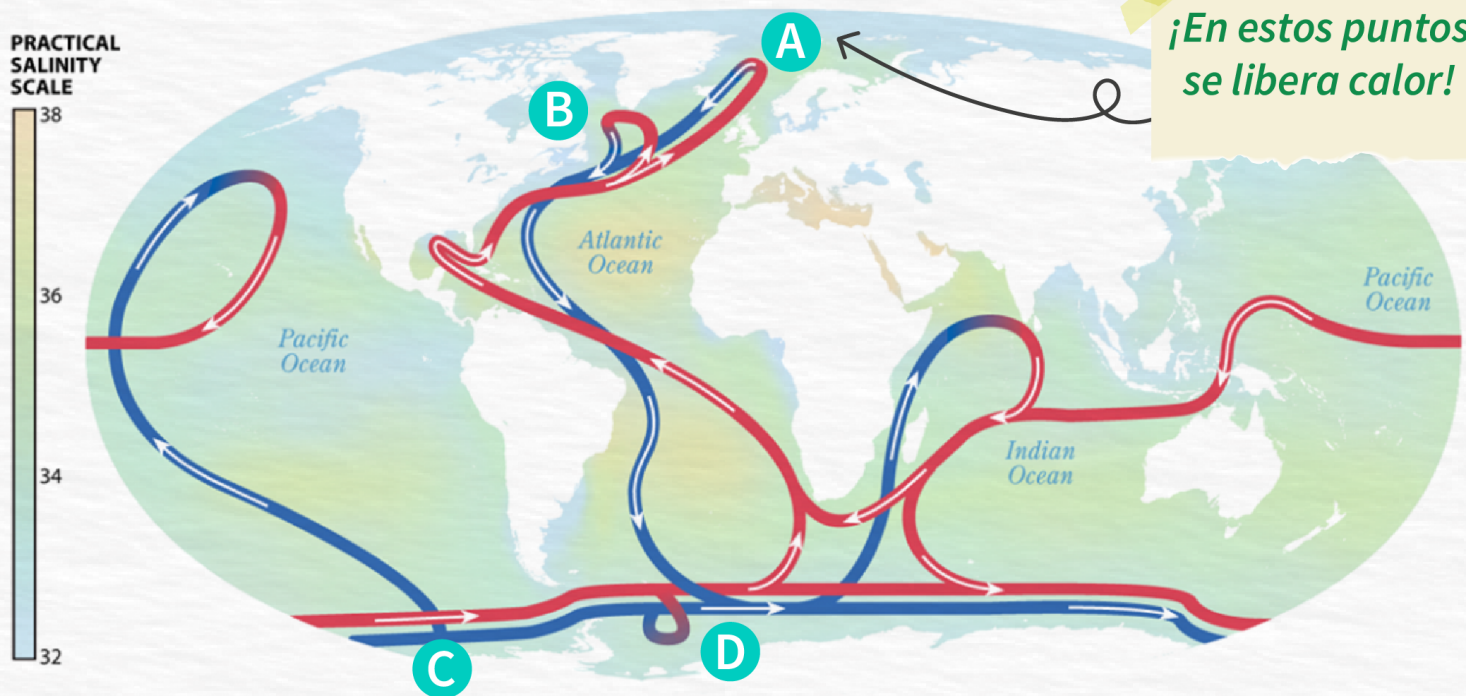 PRACTICAL
SALINITY
SCALE
38
36
34
32
A
¡En estos puntos
se libera calor!
B
Atlantic
Ocean
Pacific
Ocean
Pacific
Ocean
Indian
Ocean
C
D